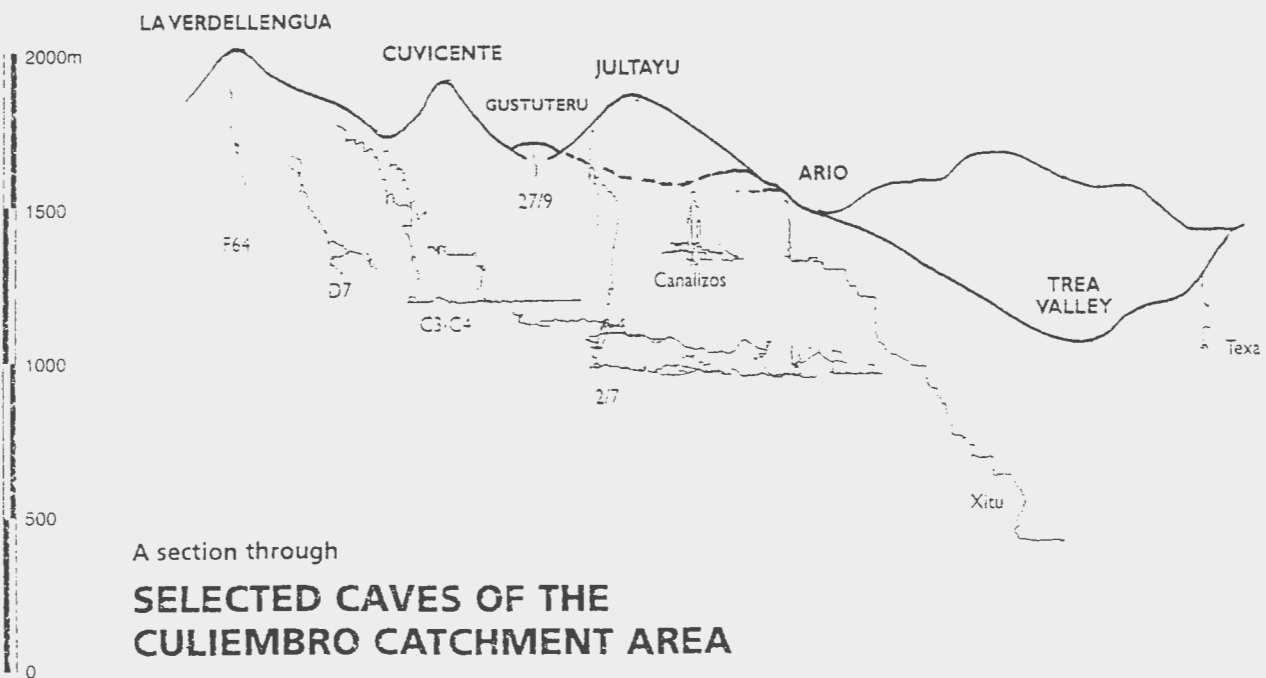 LA VERDELLENGUA
2000m
CUVICENTE
JULTAYU
GUSTUTERU
ARIO
27/9
1500
F64
D7
Canalizos
TREA
VALLEY
C3-C4
Texa
1000
2/7
Xitu
500
A section through
SELECTED CAVES OF THE
CULIEMBRO CATCHMENT AREA
0